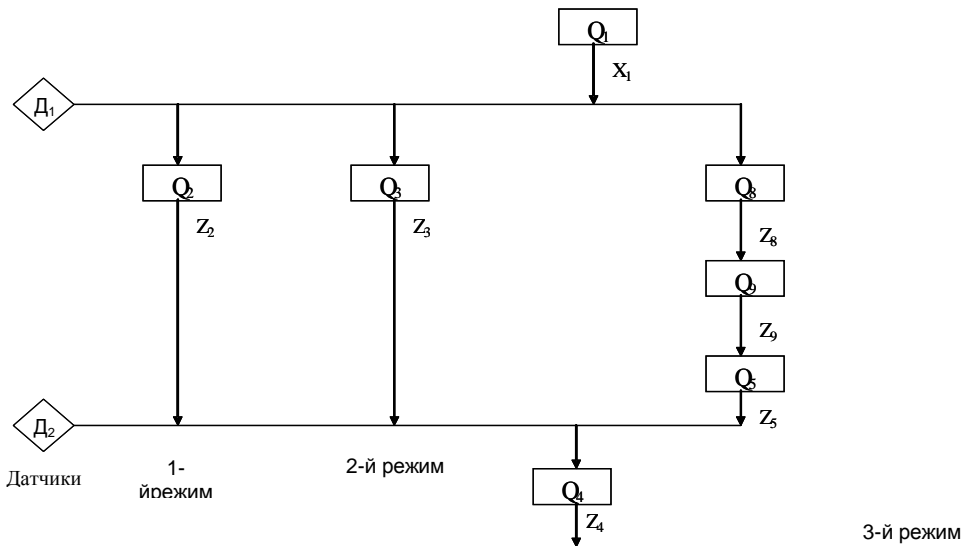 Q₁
X₁
Д₁
Q₂
Q₃
Q₈
Z₂
Z₃
Z₈
Q₉
Z₉
Q₅
Z₅
Д₂
Датчики
1-
йрежим
2-й режим
Q₄
Z₄
3-й режим